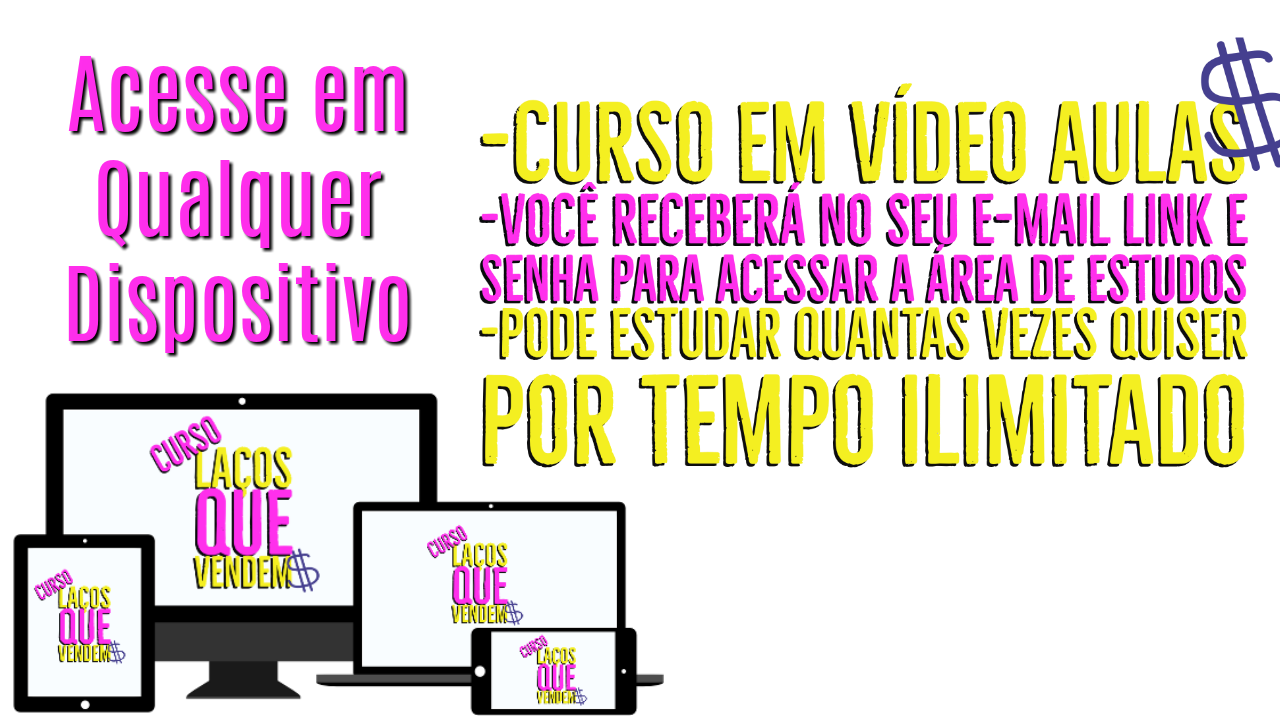 Acesse em
Qualquer
Dispositivo
-CURSO EM VÍDEO AULAS
$
-VOCÊ RECEBERÁ NO SEU E-MAIL LINK E
SENHA PARA ACESSAR A ÁREA DE ESTUDOS
-PODE ESTUDAR QUANTAS VEZES QUISER
POR TEMPO ILIMITADO
CURSO
LAÇOS
QUE
VENDEM$
CURSO
LAÇOS
QUE
VENDEM$
CURSO
LAÇOS
QUE
VENDEM$
CURSO
LAÇOS
QUE
VENDEM$